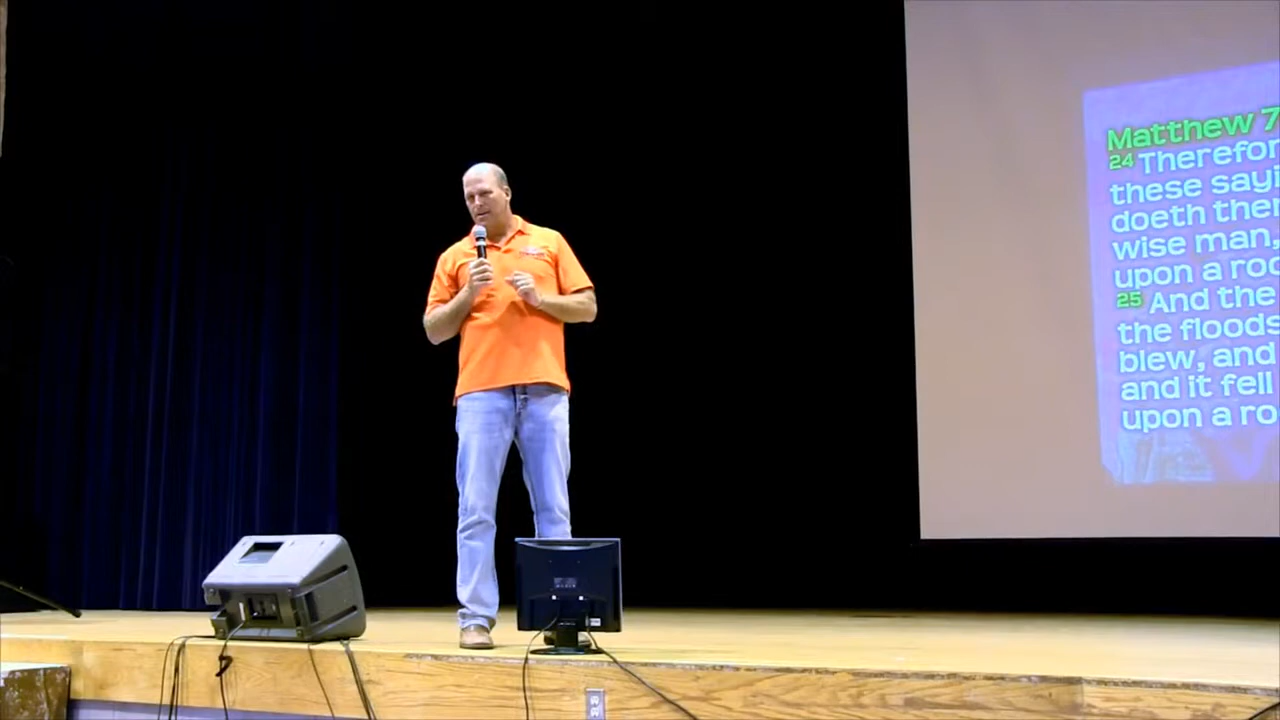 Matthew 7
24 Therefor
these sayi
doeth ther
wise man,
upon a roc
25 And the
the floods
blew, and
and it fell
upon a ro